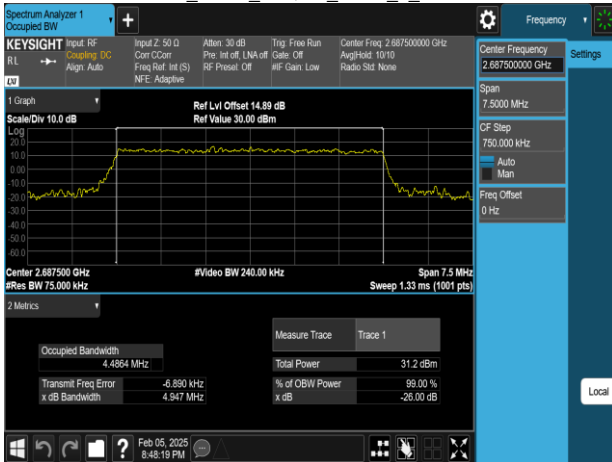 Spectrum Analyzer 1
Occupied BW
Frequency
KEYSIGHT
RL
LXI
Input: RF
Coupling: DC
Align: Auto
Input Z: 50 Ω
Corr CCorr
Freq Ref: Int (S)
NFE: Adaptive
Atten: 30 dB
Pre: Int off, LNA off
RF Presel: Off
Trig: Free Run
Gate: Off
#IF Gain: Low
Center Freq: 2.687500000 GHz
Avg|Hold: 10/10
Radio Std: None
Center Frequency
2.687500000 GHz
Settings
Span
7.5000 MHz
CF Step
750.000 kHz
Auto
Man
Freq Offset
0 Hz
Local
1 Graph
Scale/Div 10.0 dB
Ref Lvl Offset 14.89 dB
Ref Value 30.00 dBm
Log
20.0
10.0
0.00
-10.0
-20.0
-30.0
-40.0
-50.0
-60.0
Center 2.687500 GHz
#Video BW 240.00 kHz
Span 7.5 MHz
#Res BW 75.000 kHz
Sweep 1.33 ms (1001 pts)
2 Metrics
Measure Trace Trace 1
Occupied Bandwidth
4.4864 MHz
Total Power 31.2 dBm
Transmit Freq Error -6.890 kHz
% of OBW Power 99.00 %
x dB Bandwidth 4.947 MHz
x dB -26.00 dB
?
Feb 05, 2025
8:48:19 PM